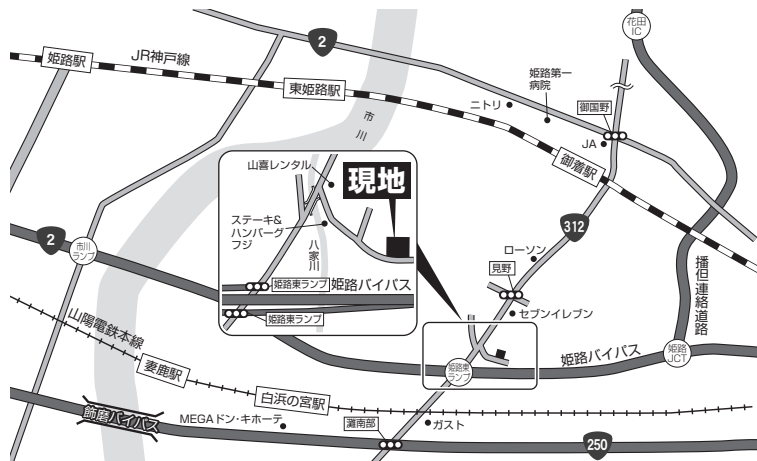 花田
IC
2
JR神戸線
姫路駅
東姫路駅
姫路第一
病院
ニトリ
御国野
JA
市川
御着駅
山喜レンタル
現地
ステーキ&
ハンバーグ
フジ
八家川
312
2
市川
ランプ
ローソン
見野
姫路東ランプ
姫路バイパス
姫路東ランプ
セブンイレブン
播但連絡道路
山陽電鉄本線
妻鹿駅
姫路東
ランプ
姫路バイパス
姫路
JCT
白浜の宮駅
飾磨バイパス
MEGAドン・キホーテ
灘南部
ガスト
250